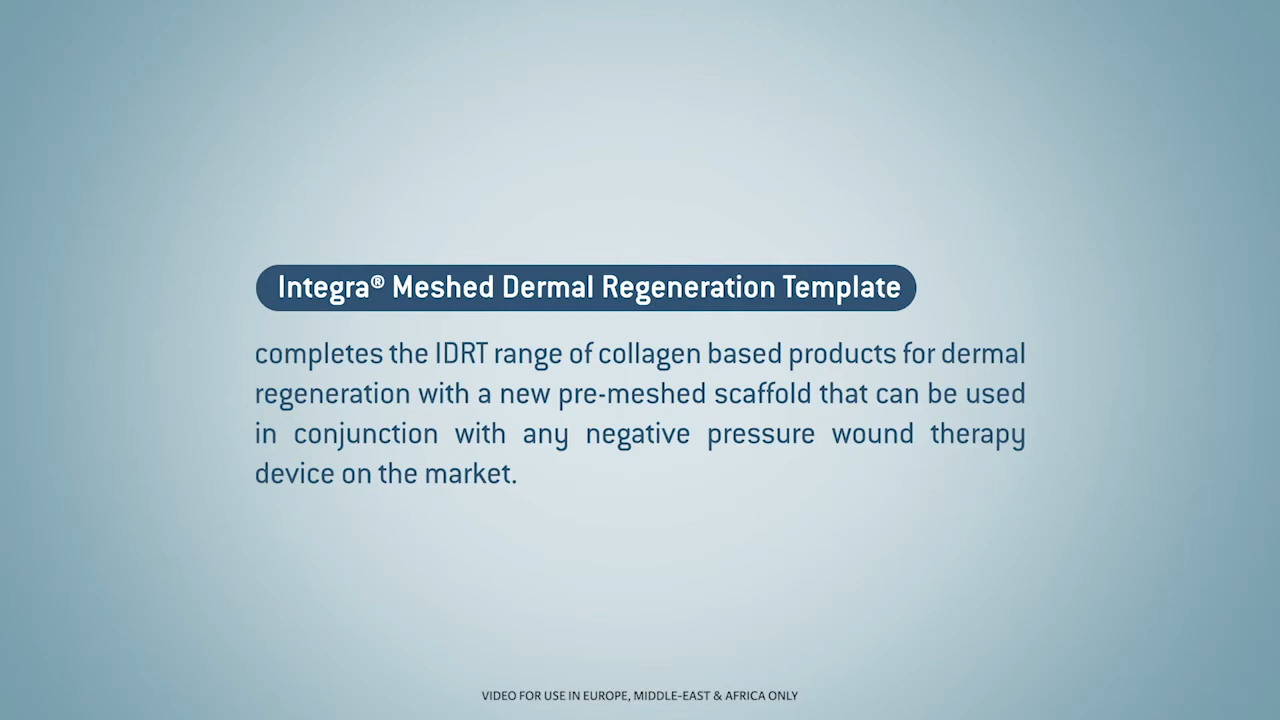 Integra® Meshed Dermal Regeneration Template
completes the IDRT range of collagen based products for dermal
regeneration with a new pre-meshed scaffold that can be used
in conjunction with any negative pressure wound therapy
device on the market.
VIDEO FOR USE IN EUROPE, MIDDLE-EAST & AFRICA ONLY